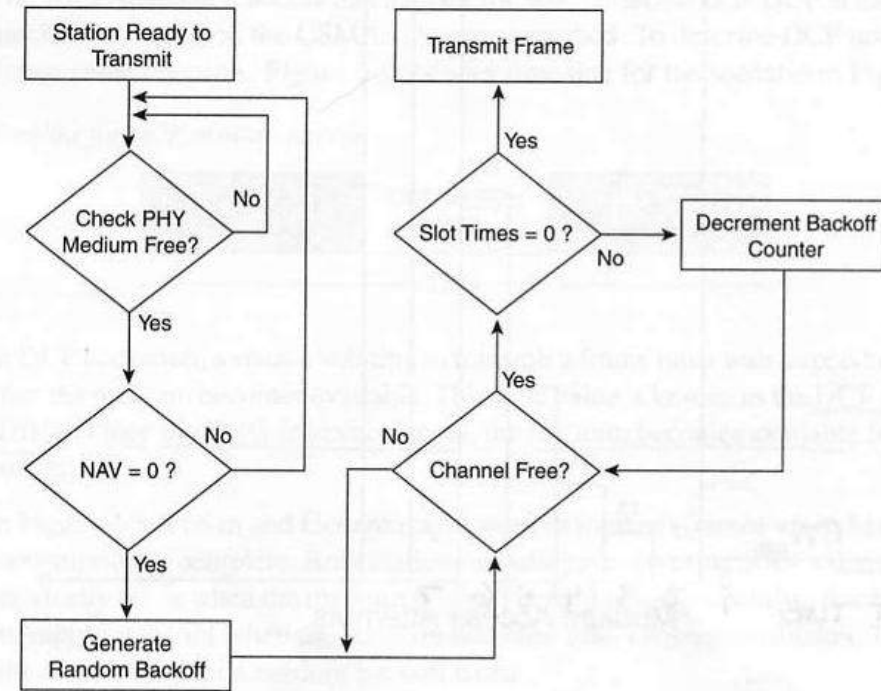 Station Ready to
Transmit
Check PHY
Medium Free?
No
Yes
NAV = 0 ?
No
Yes
Generate
Random Backoff
Transmit Frame
Yes
Slot Times = 0 ?
No
Decrement Backoff
Counter
Yes
No
Channel Free?